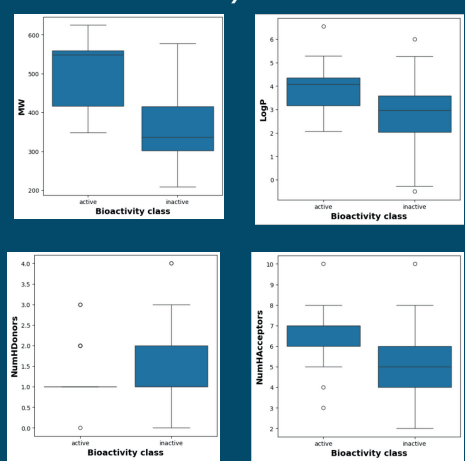 600
500
400
300
200
MW
active
inactive
Bioactivity class
6
5
4
3
2
1
0
LogP
active
inactive
Bioactivity class
4.0
3.5
3.0
2.5
2.0
1.5
1.0
0.5
0.0
NumHDonors
active
inactive
Bioactivity class
10
9
8
7
6
5
4
3
2
NumHAcceptors
active
inactive
Bioactivity class